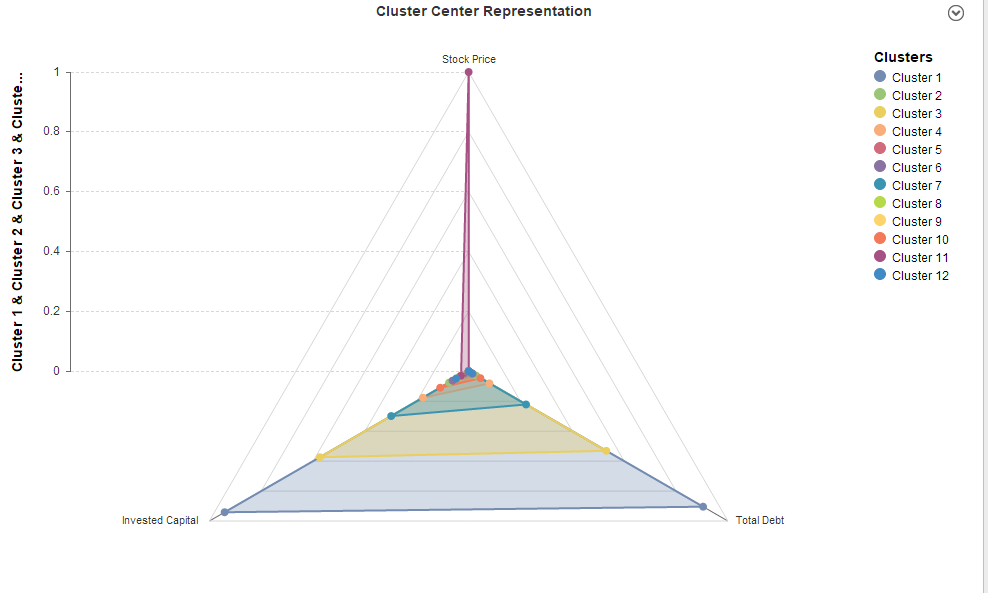 Cluster Center Representation
Stock Price
Clusters
Cluster 1
Cluster 2
Cluster 3
Cluster 4
Cluster 5
Cluster 6
Cluster 7
Cluster 8
Cluster 9
Cluster 10
Cluster 11
Cluster 12
1
0.8
0.6
0.4
0.2
0
Cluster 1 & Cluster 2 & Cluster 3 & Cluste...
Invested Capital
Total Debt